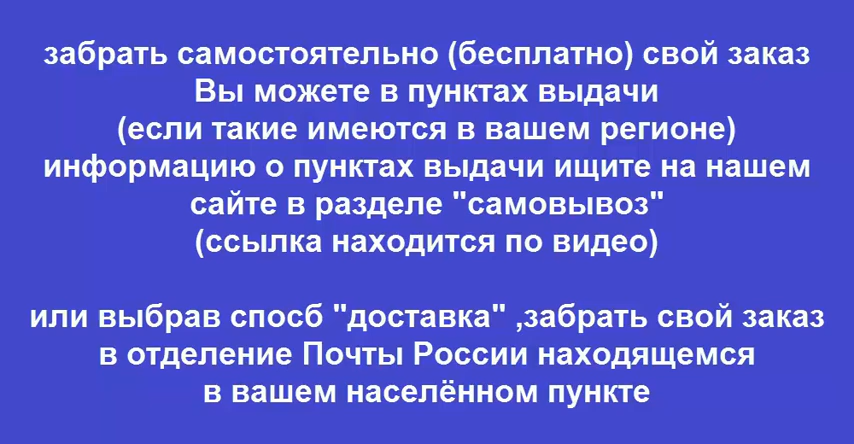 забрать самостоятельно (бесплатно) свой заказ
Вы можете в пунктах выдачи
(если такие имеются в вашем регионе)
информацию о пунктах выдачи ищите на нашем
сайте в разделе "самовывоз"
(ссылка находится по видео)
или выбрав спосб "доставка" ,забрать свой заказ
в отделение Почты России находящемся
в вашем населённом пункте